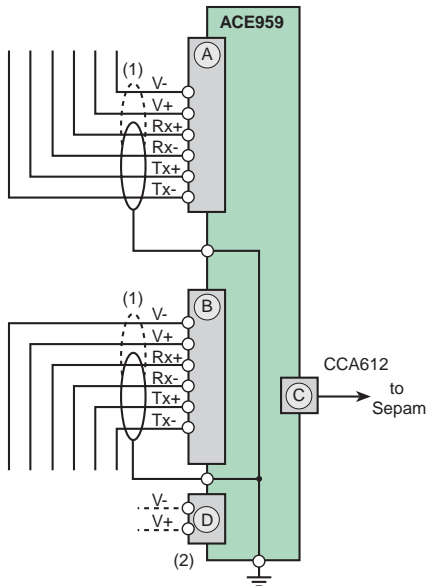 ACE959
A
(1)
V-
V+
Rx+
Rx-
Tx+
Tx-
(1)
B
V-
V+
Rx+
Rx-
Tx+
Tx-
CCA612
C
to
Sepam
V-
V+
D
(2)